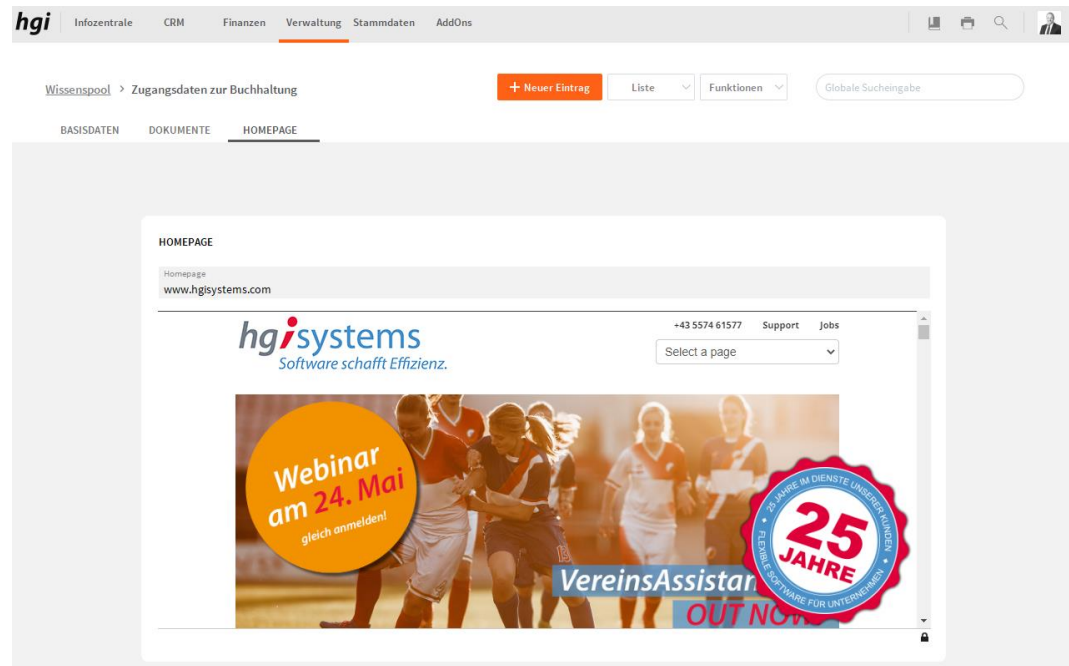 hgi Infozentrale CRM Finanzen Verwaltung Stammdaten AddOns
Wissenspool > Zugangsdaten zur Buchhaltung
+ Neuer Eintrag Liste Funktionen Globale Sucheingabe
BASISDATEN DOKUMENTE HOMEPAGE
HOMEPAGE
Homepage
www.hgisystems.com
hgisystems
Software schafft Effizienz.
+43 5574 61577 Support Jobs
Select a page
Webinar
am 24. Mai
gleich anmelden!
25 JAHRE IM DIENSTE UNSERER KUNDEN
25
JAHRE
FLEXIBLE SOFTWARE FÜR UNTERNEHMEN
VereinsAssistan
OUT NOW